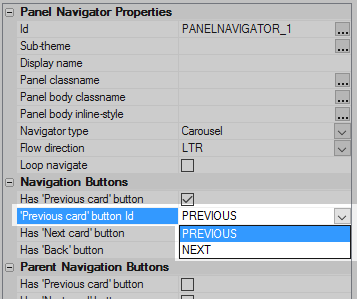 Panel Navigator Properties
Id PANELNAVIGATOR_1 ...
Sub-theme ...
Display name
Panel classname ...
Panel body classname ...
Panel body inline-style ...
Navigator type Carousel
Flow direction LTR
Loop navigate
Navigation Buttons
Has 'Previous card' button
'Previous card' button Id PREVIOUS
Has 'Next card' button PREVIOUS
Has 'Back' button NEXT
Parent Navigation Buttons
Has 'Previous card' button